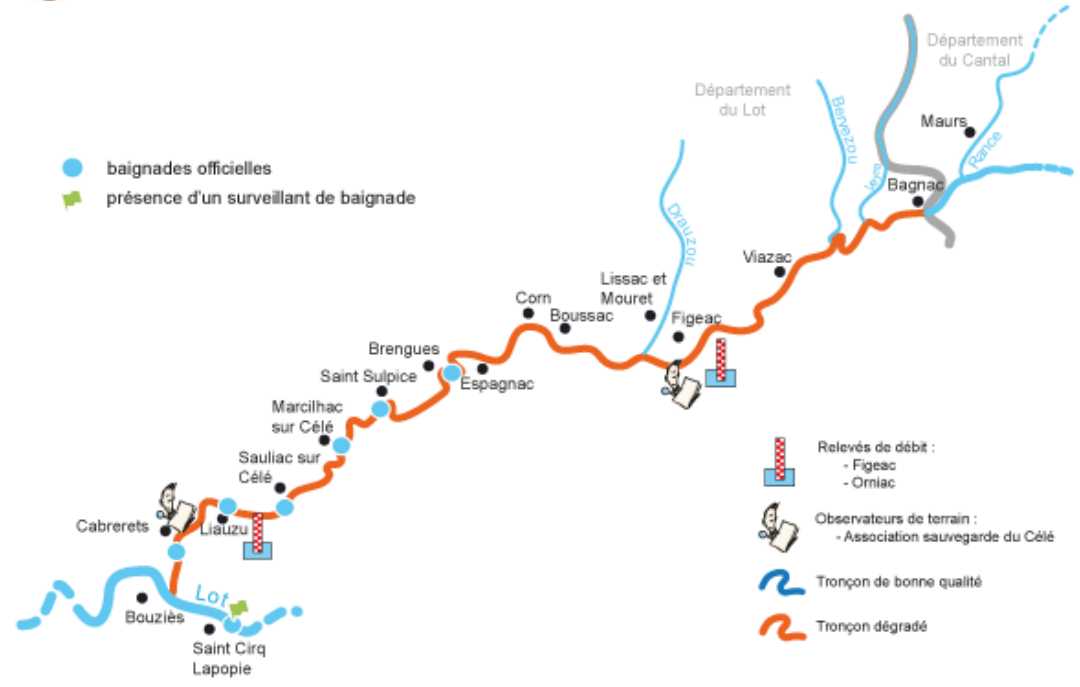 Département
du Cantal
Département
du Lot
Bervezou
Maurs
Rance
Veyre
Bagnac
baignades officielles
présence d'un surveillant de baignade
Drauzou
Viazac
Lissac et
Mouret
Corn
Boussac
Figeac
Brengues
Espagnac
Saint Sulpice
Marcilhac
sur Célé
Sauliac sur
Célé
Relevés de débit :
- Figeac
- Orniac
Cabrerets
Liauzu
Observateurs de terrain :
- Association sauvegarde du Célé
Tronçon de bonne qualité
Lot
Bouziès
Tronçon dégradé
Saint Cirq
Lapopie